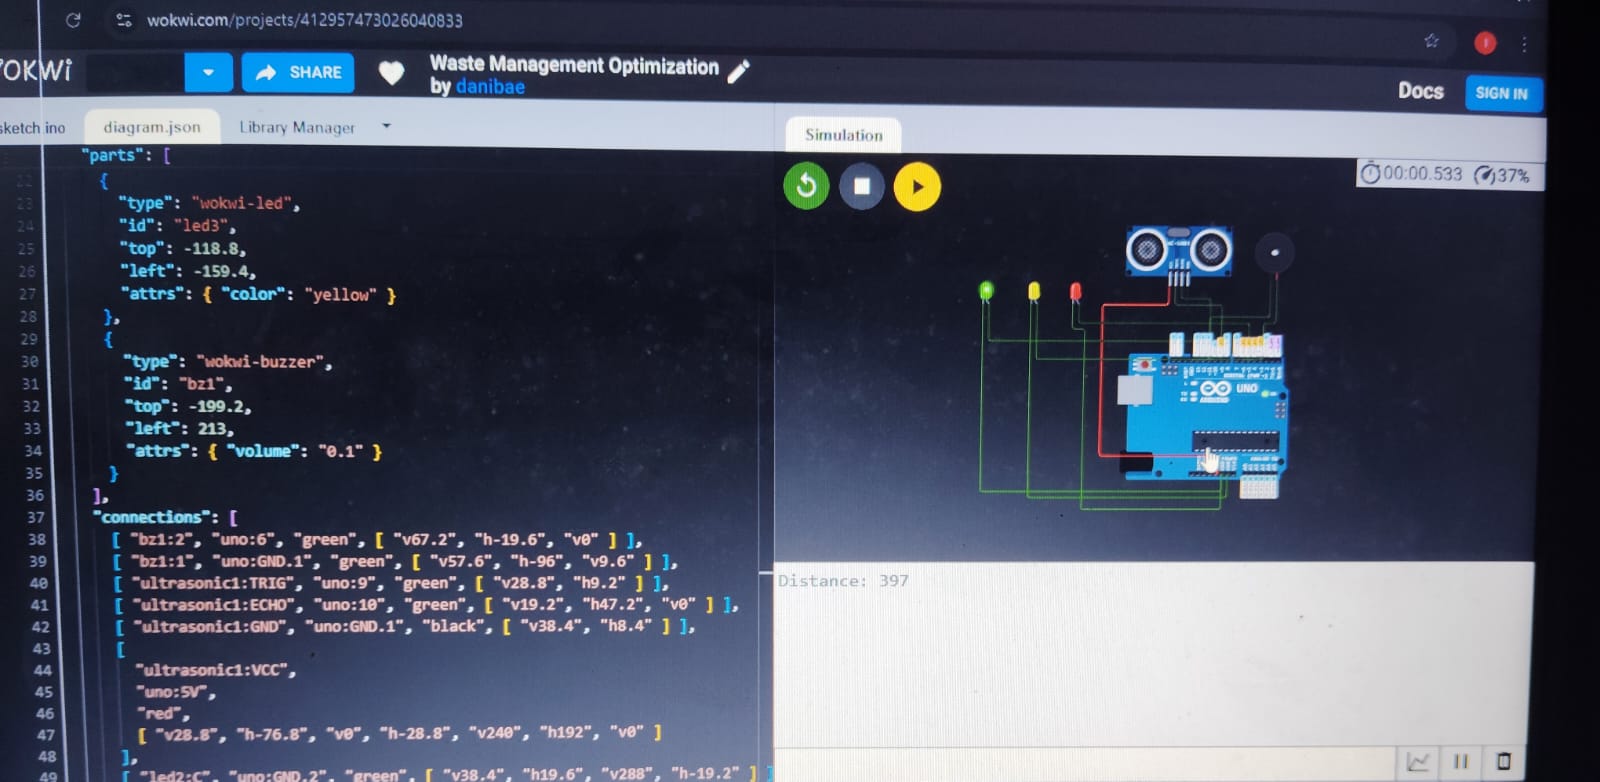 wokwi.com/projects/412957473026040833
WOKWi
SHARE
Waste Management Optimization
by danibae
Docs
SIGN IN
sketch.ino
diagram.json
Library Manager
Simulation
00:00.533
37%
"parts": [
22 {
23 "type": "wokwi-led",
24 "id": "led3",
25 "top": -118.8,
26 "left": -159.4,
27 "attrs": { "color": "yellow" }
28 },
29 {
30 "type": "wokwi-buzzer",
31 "id": "bz1",
32 "top": -199.2,
33 "left": 213,
34 "attrs": { "volume": "0.1" }
35 }
36 ],
37 "connections": [
38 [ "bz1:2", "uno:6", "green", [ "v67.2", "h-19.6", "v0" ] ],
39 [ "bz1:1", "uno:GND.1", "green", [ "v57.6", "h-96", "v9.6" ] ],
40 [ "ultrasonic1:TRIG", "uno:9", "green", [ "v28.8", "h9.2" ] ],
41 [ "ultrasonic1:ECHO", "uno:10", "green", [ "v19.2", "h47.2", "v0" ] ],
42 [ "ultrasonic1:GND", "uno:GND.1", "black", [ "v38.4", "h8.4" ] ],
43 [
44 "ultrasonic1:VCC",
45 "uno:5V",
46 "red",
47 [ "v28.8", "h-76.8", "v0", "h-28.8", "v240", "h192", "v0" ]
48 ],
49 [ "led2:C", "uno:GND.2", "green", [ "v38.4", "h19.6", "v288", "h-19.2" ] ]
UNO
ARDUINO
Distance: 397